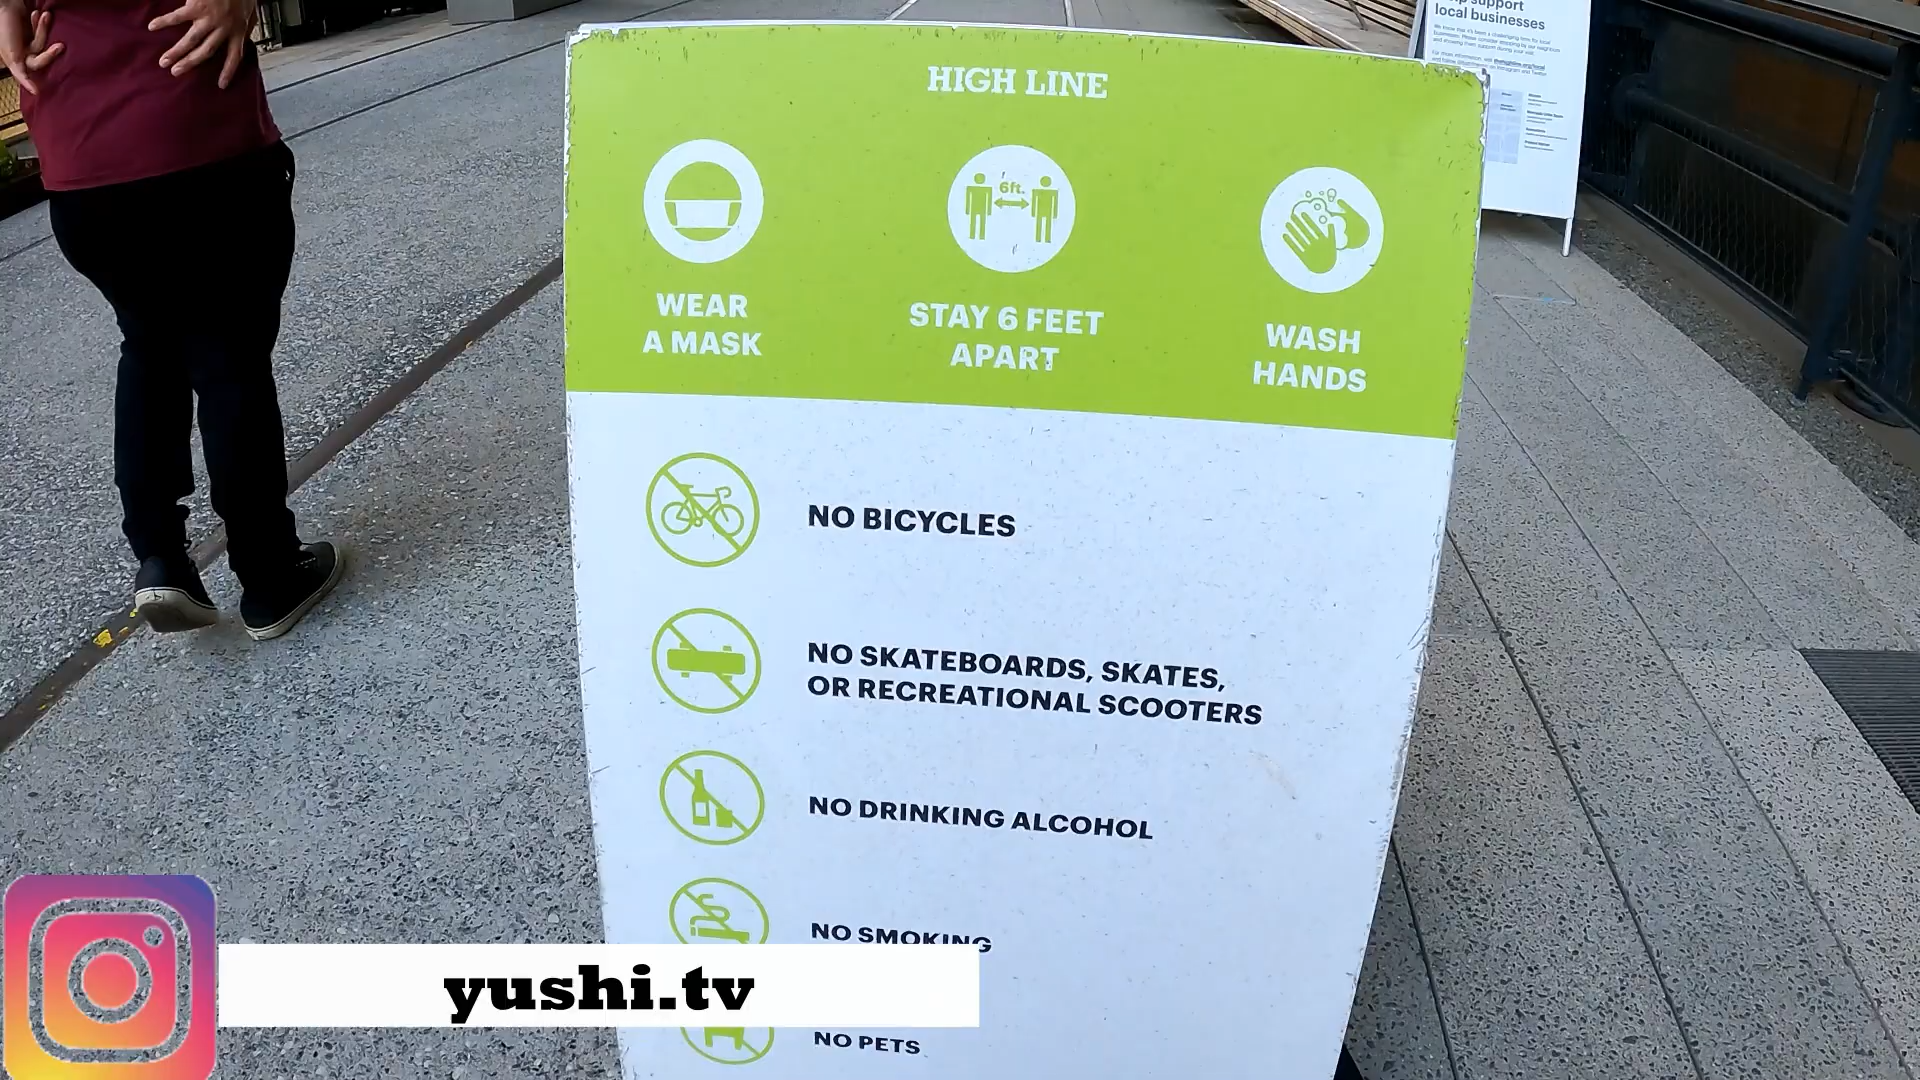 HIGH LINE
6ft.
WEAR
A MASK
STAY 6 FEET
APART
WASH
HANDS
NO BICYCLES
NO SKATEBOARDS, SKATES,
OR RECREATIONAL SCOOTERS
NO DRINKING ALCOHOL
NO SMOKING
NO PETS
support
local businesses
yushi.tv